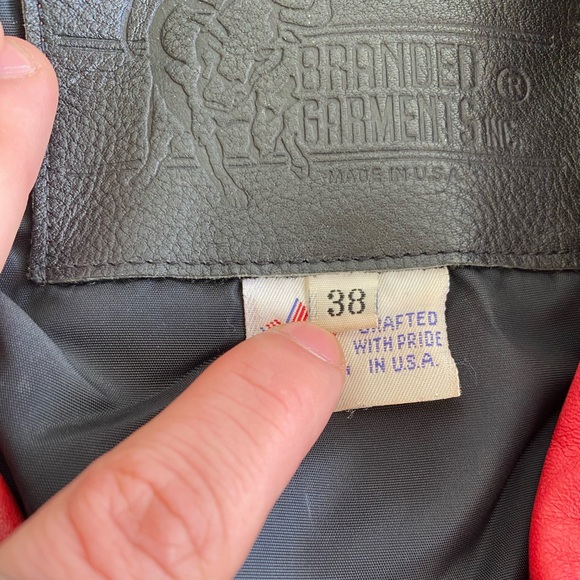 BRANDED
GARMENTS INC.
®
MADE IN U.S.A.
38
CRAFTED
WITH PRIDE
IN U.S.A.